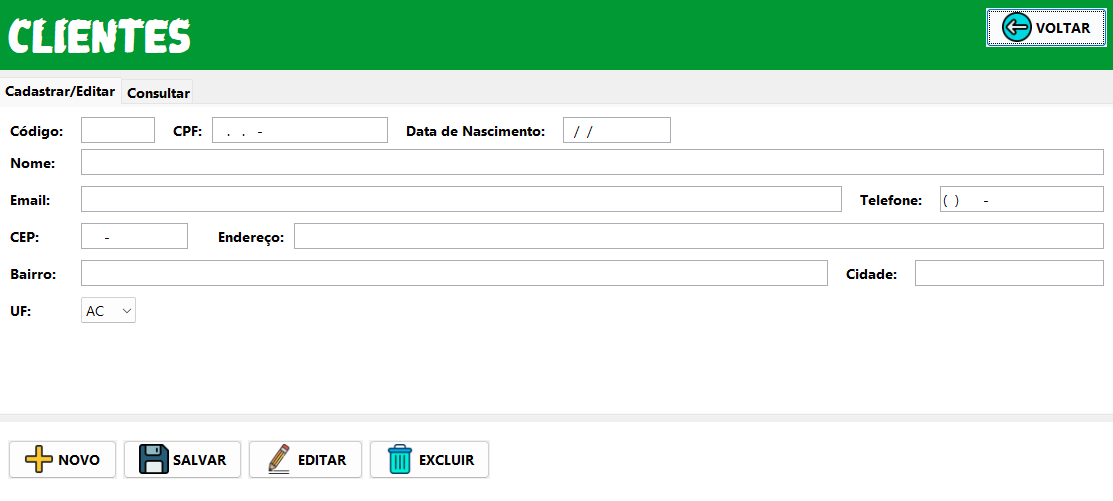 CLIENTES VOLTAR
Cadastrar/Editar Consultar
Código: CPF: . . - Data de Nascimento: / /
Nome:
Email: Telefone: ( ) -
CEP: - Endereço:
Bairro: Cidade:
UF: AC
NOVO SALVAR EDITAR EXCLUIR